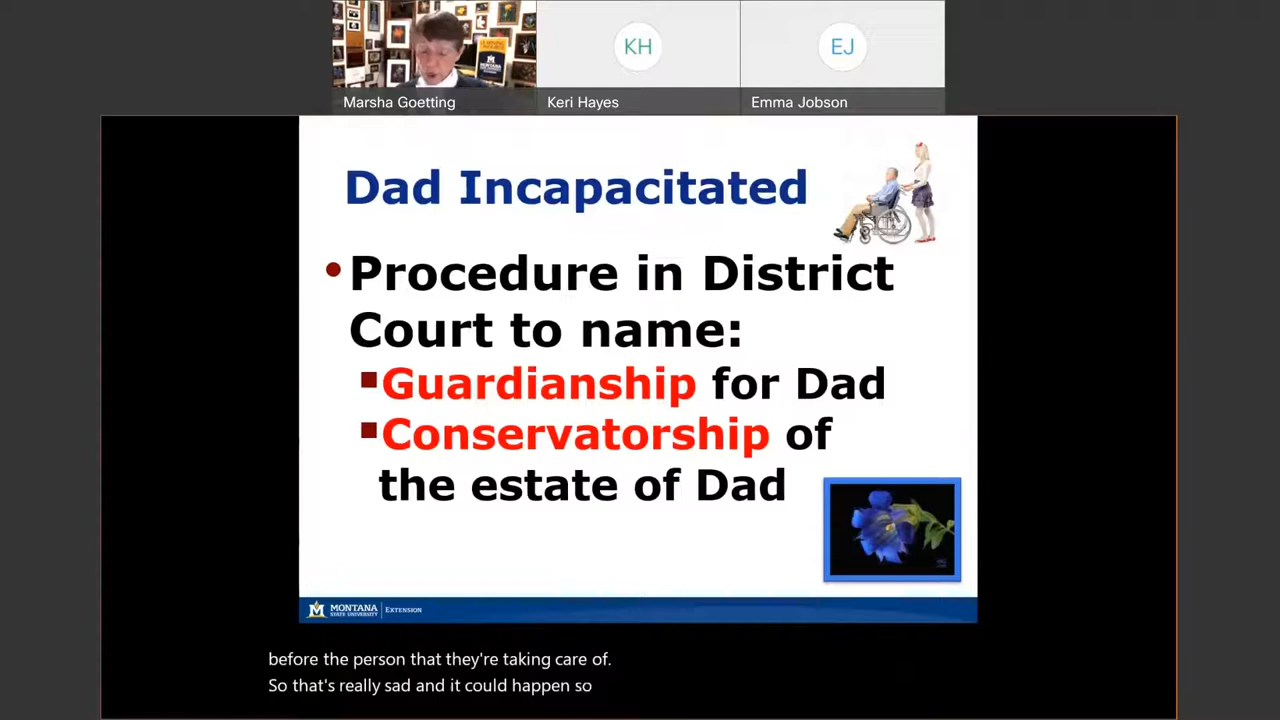 KH
EJ
Marsha Goetting
Keri Hayes
Emma Jobson
Dad Incapacitated
• Procedure in District
Court to name:
▪ Guardianship for Dad
▪ Conservatorship of
the estate of Dad
M MONTANA
STATE UNIVERSITY
EXTENSION
before the person that they're taking care of.
So that's really sad and it could happen so